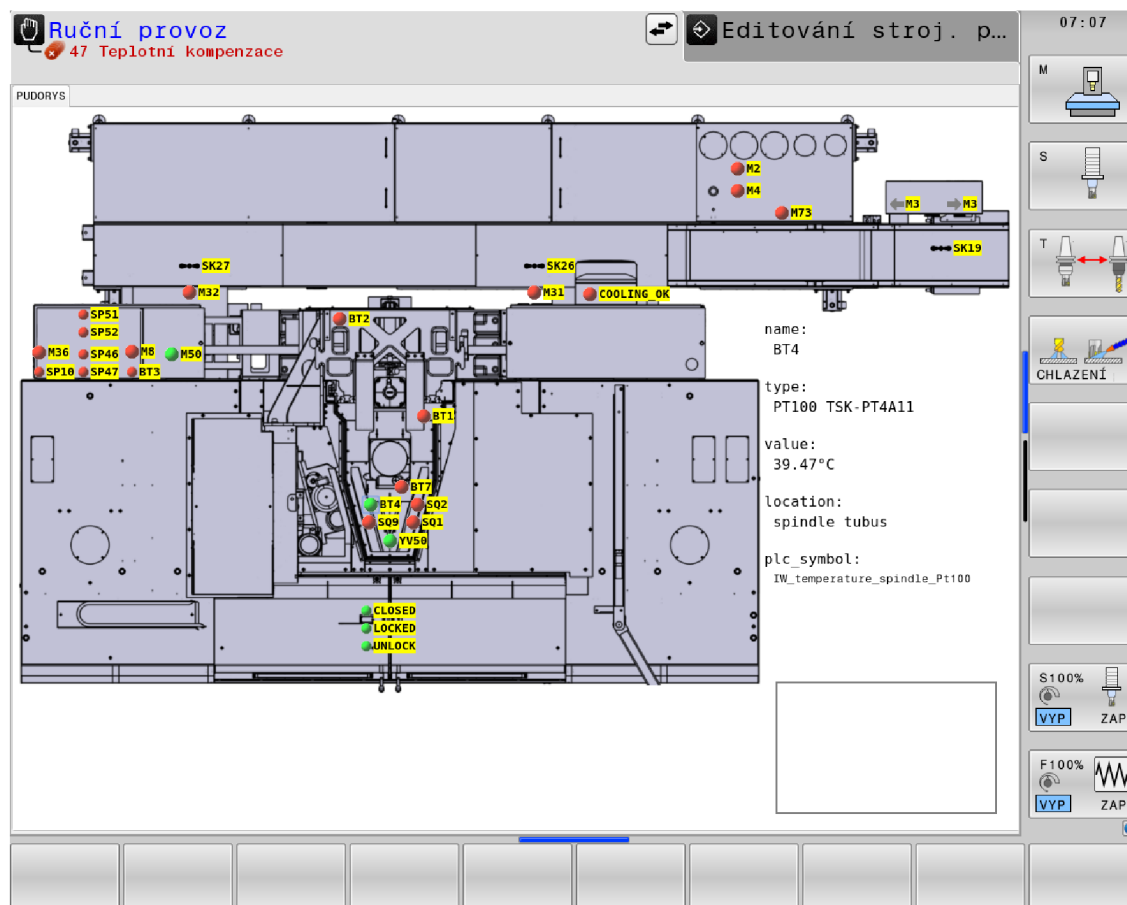 Ruční provoz
47 Teplotní kompenzace
Editování stroj. p…
07:07
PUDORYS
M
S
T
CHLAZENÍ
S100%
VYP ZAP
F100%
VYP ZAP
M2
M4
M73
M3 M3
SK27 SK26 SK19
M32 M31 COOLING_OK
SP51
SP52
BT2
M36 SP46 M8 M50
SP10 SP47 BT3
BT1
BT7
BT4 SQ2
SQ9 SQ1
YV50
CLOSED
LOCKED
UNLOCK
name:
BT4
type:
PT100 TSK-PT4A11
value:
39.47°C
location:
spindle tubus
plc_symbol:
IW_temperature_spindle_Pt100